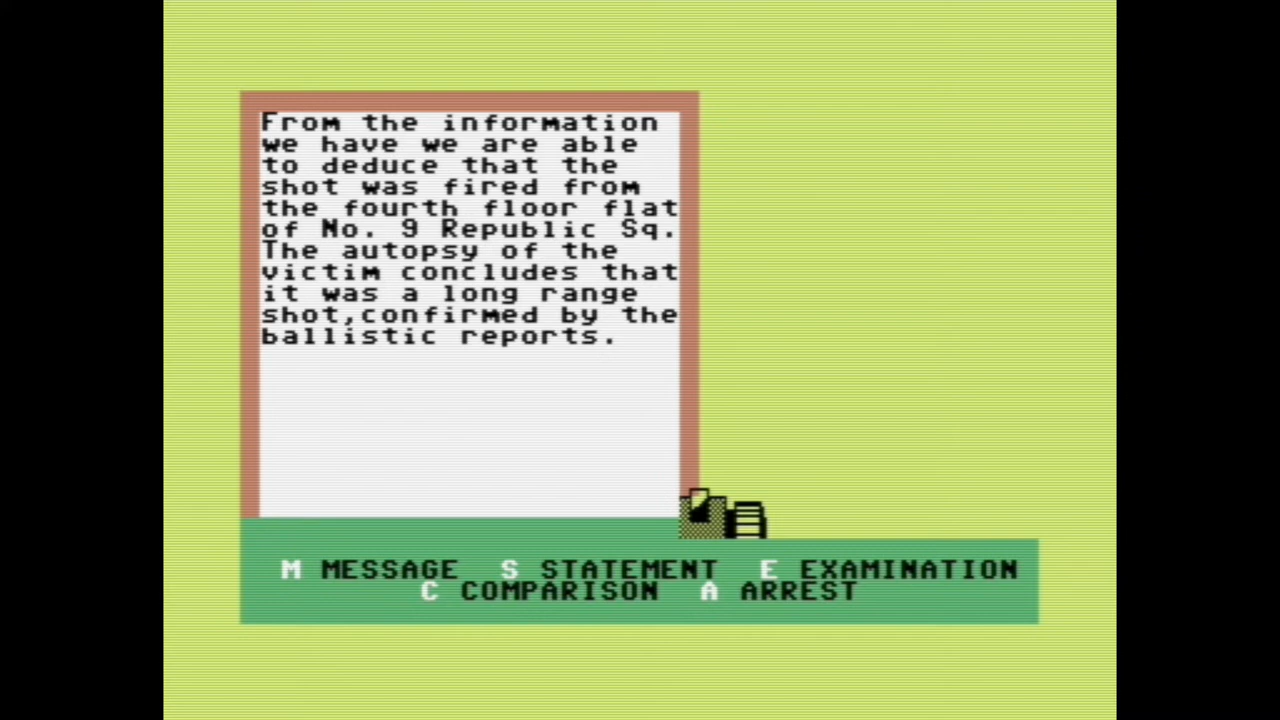 From the information
we have we are able
to deduce that the
shot was fired from
the fourth floor flat
of No. 9 Republic Sq.
The autopsy of the
victim concludes that
it was a long range
shot,confirmed by the
ballistic reports.
M MESSAGE S STATEMENT E EXAMINATION
C COMPARISON A ARREST